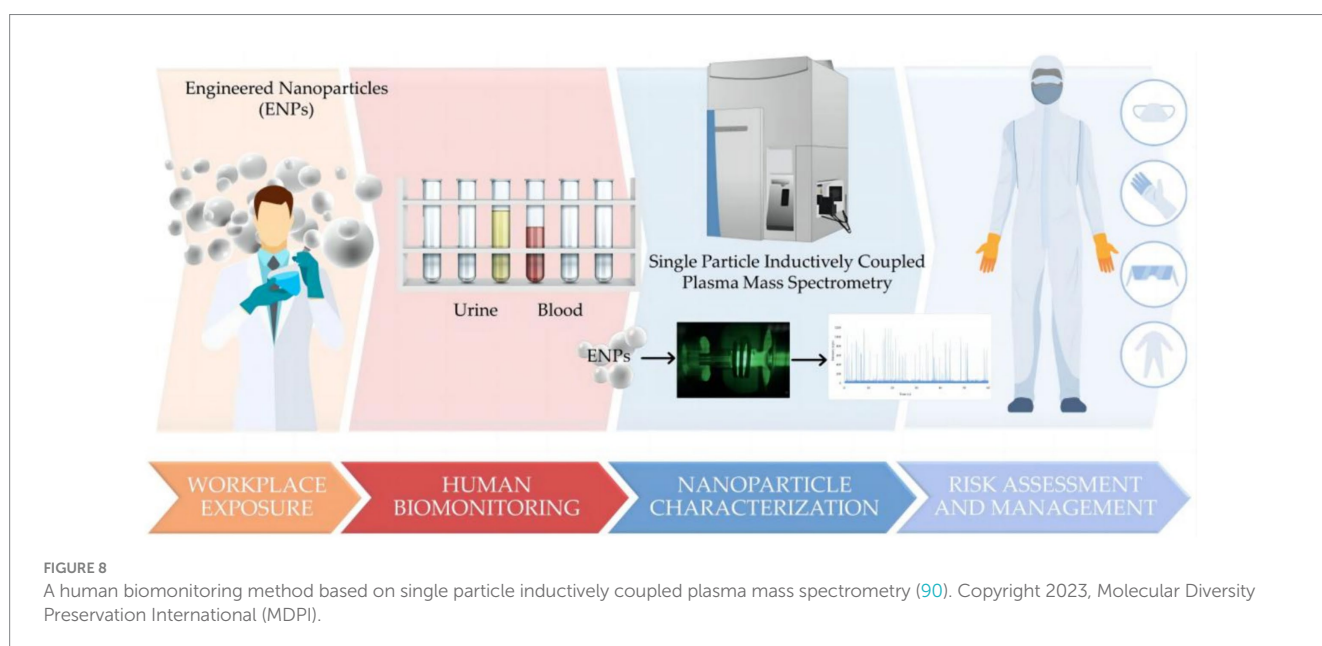 Engineered Nanoparticles
(ENPs)
Urine Blood
Single Particle Inductively Coupled
Plasma Mass Spectrometry
ENPs
WORKPLACE
EXPOSURE
HUMAN
BIOMONITORING
NANOPARTICLE
CHARACTERIZATION
RISK ASSESSMENT
AND MANAGEMENT
FIGURE 8
A human biomonitoring method based on single particle inductively coupled plasma mass spectrometry (90). Copyright 2023, Molecular Diversity
Preservation International (MDPI).